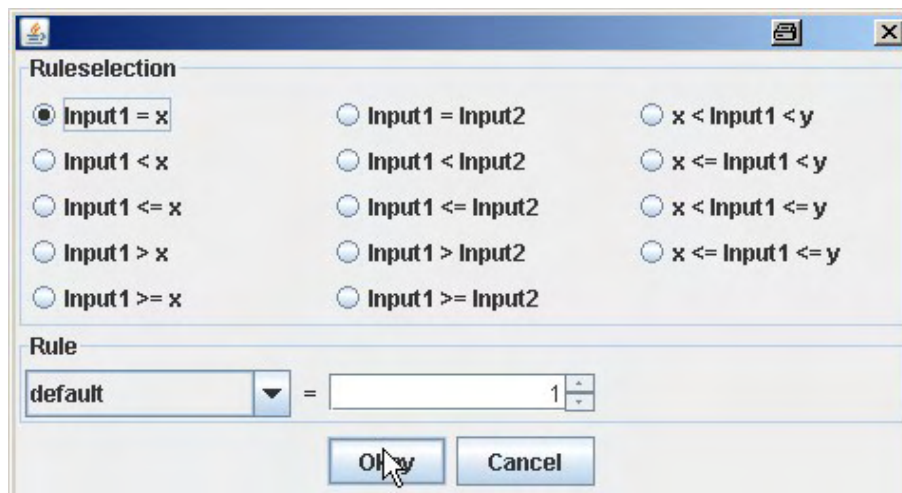 Ruleselection
Input1 = x
Input1 = Input2
x < Input1 < y
Input1 < x
Input1 < Input2
x <= Input1 < y
Input1 <= x
Input1 <= Input2
x < Input1 <= y
Input1 > x
Input1 > Input2
x <= Input1 <= y
Input1 >= x
Input1 >= Input2
Rule
default = 1
Okay Cancel